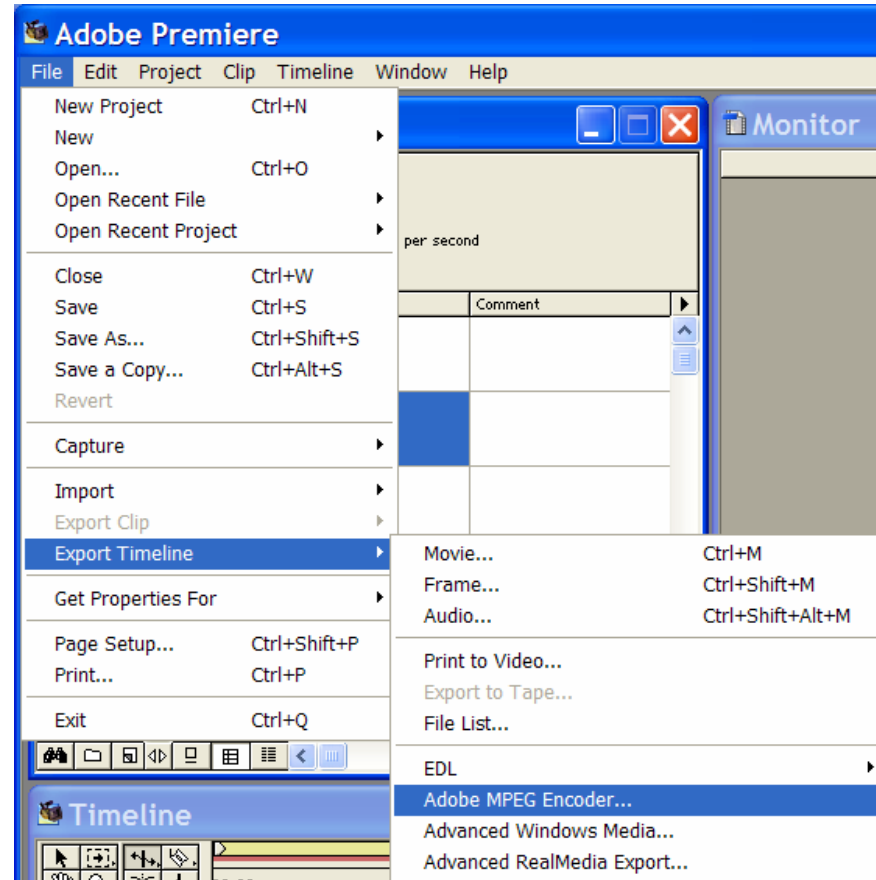 Adobe Premiere
File Edit Project Clip Timeline Window Help
New Project Ctrl+N
New
Open... Ctrl+O
Open Recent File
Open Recent Project
Close Ctrl+W
Save Ctrl+S
Save As... Ctrl+Shift+S
Save a Copy... Ctrl+Alt+S
Revert
Capture
Import
Export Clip
Export Timeline
Get Properties For
Page Setup... Ctrl+Shift+P
Print... Ctrl+P
Exit Ctrl+Q
Monitor
per second
Comment
Movie... Ctrl+M
Frame... Ctrl+Shift+M
Audio... Ctrl+Shift+Alt+M
Print to Video...
Export to Tape...
File List...
EDL
Adobe MPEG Encoder...
Advanced Windows Media...
Advanced RealMedia Export...
Timeline